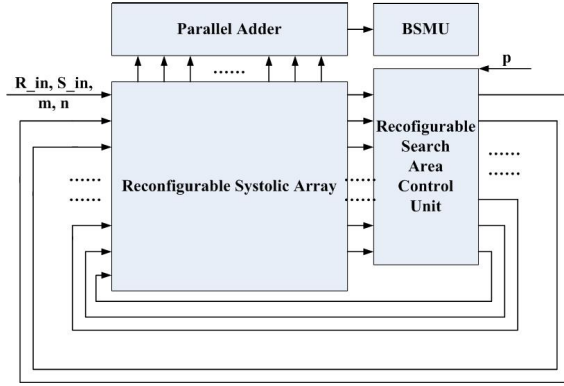 Parallel Adder
BSMU
R_in, S_in,
m, n
p
Recofigurable
Search
Area
Control
Unit
Reconfigurable Systolic Array
......
......
......
......
......
......
......